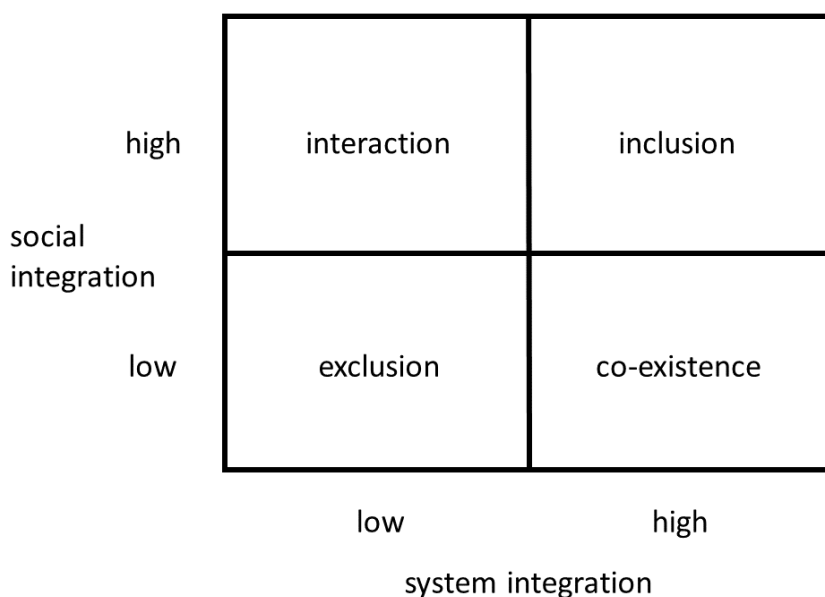 high
interaction
inclusion
social
integration
low
exclusion
co-existence
low
high
system integration